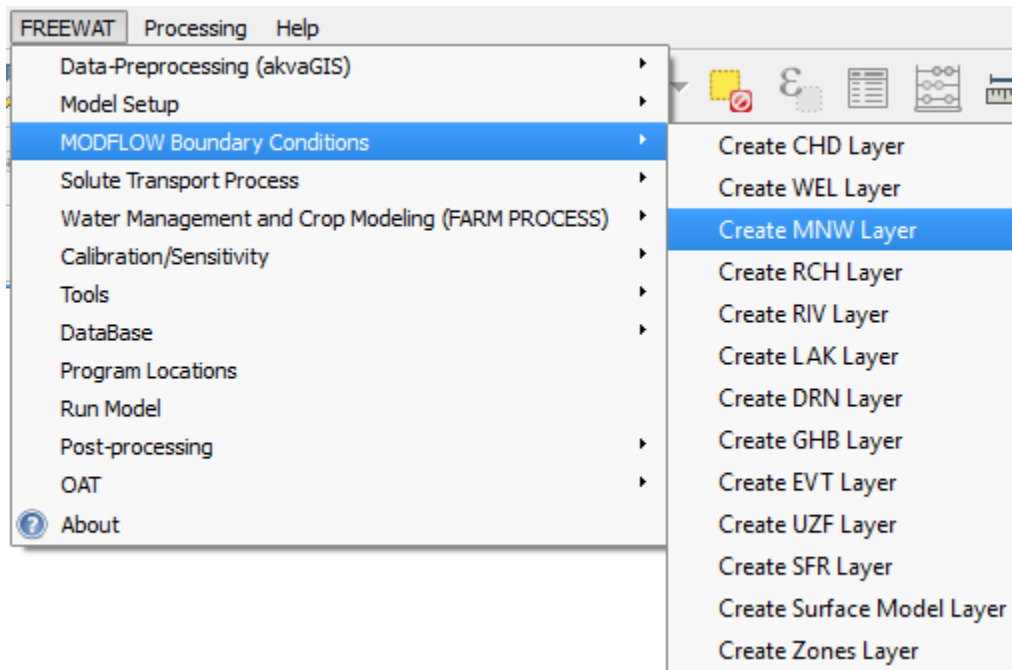 FREEWAT Processing Help
Data-Preprocessing (akvaGIS)
Model Setup
MODFLOW Boundary Conditions
Solute Transport Process
Water Management and Crop Modeling (FARM PROCESS)
Calibration/Sensitivity
Tools
DataBase
Program Locations
Run Model
Post-processing
OAT
? About
ε
Create CHD Layer
Create WEL Layer
Create MNW Layer
Create RCH Layer
Create RIV Layer
Create LAK Layer
Create DRN Layer
Create GHB Layer
Create EVT Layer
Create UZF Layer
Create SFR Layer
Create Surface Model Layer
Create Zones Layer